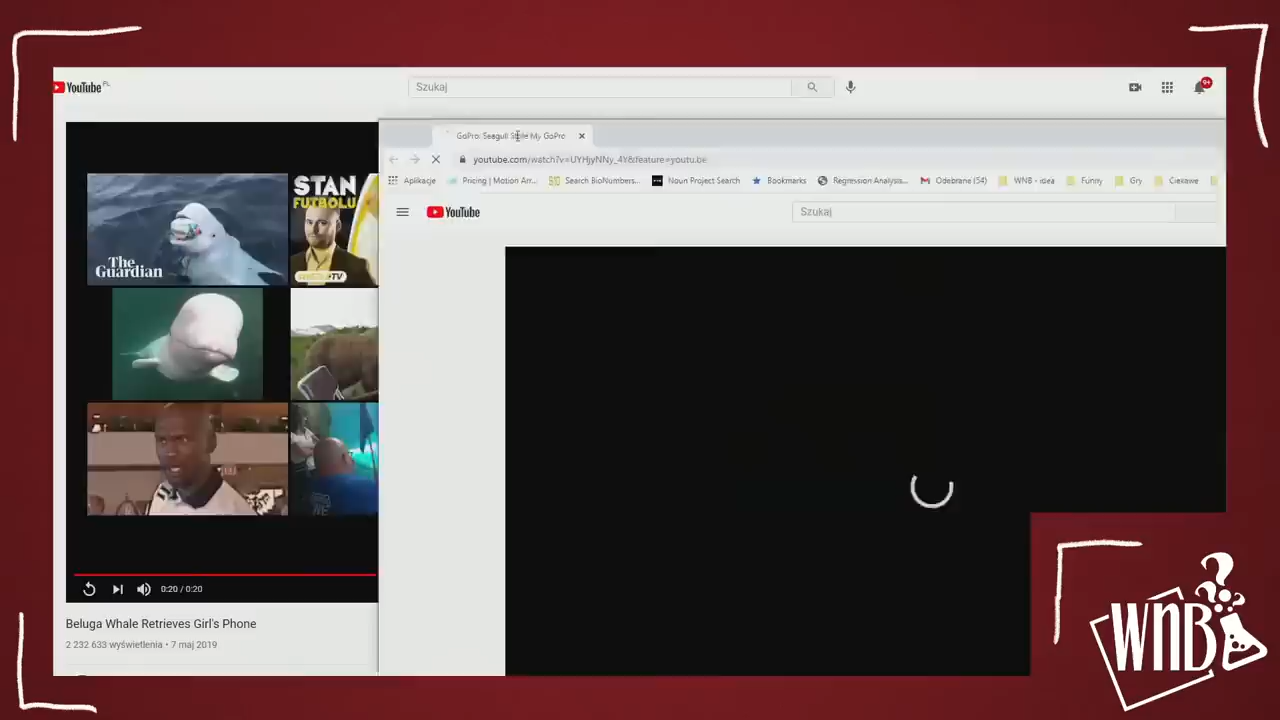 YouTube PL
Szukaj
9+
GoPro: Seagull Stole My GoPro
youtube.com/watch?v=UYHjyNNy_4Y&feature=youtu.be
Aplikacje
Pricing | Motion Arr...
Search BioNumbers...
Noun Project Search
Bookmarks
Regression Analysis...
Odebrane (54)
WNB - idea
Funny
Gry
Ciekawe
YouTube
Szukaj
The
Guardian
STAN
FUTBOLU
TV
0:20 / 0:20
Beluga Whale Retrieves Girl's Phone
2 232 633 wyświetlenia • 7 maj 2019
WNB